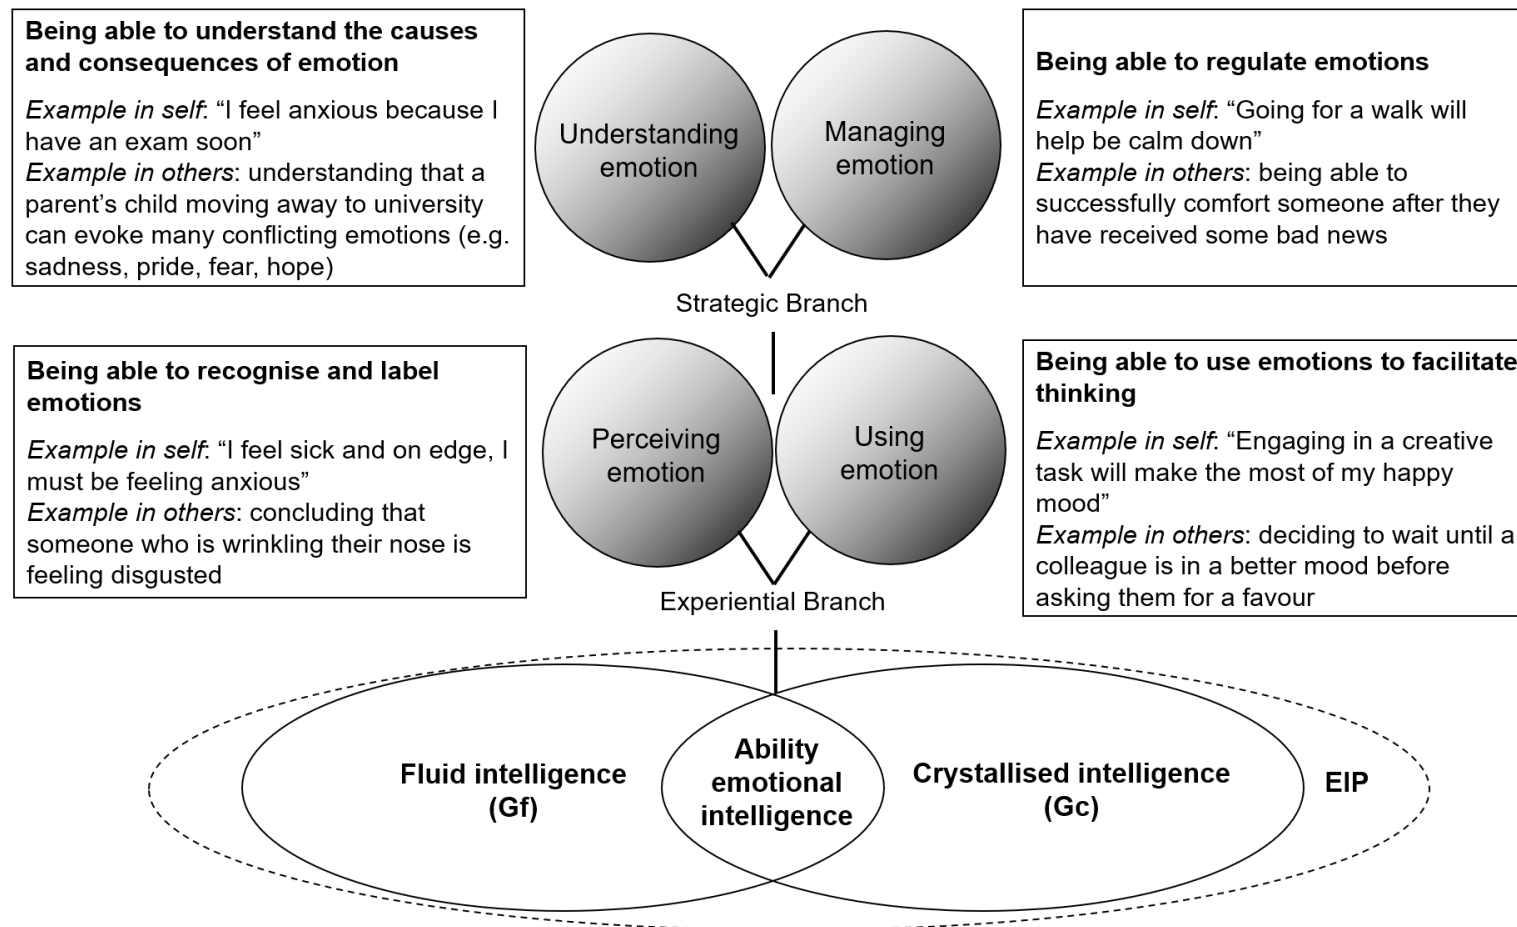 Being able to understand the causes
and consequences of emotion
Example in self: “I feel anxious because I
have an exam soon”
Example in others: understanding that a
parent’s child moving away to university
can evoke many conflicting emotions (e.g.
sadness, pride, fear, hope)
Understanding
emotion
Managing
emotion
Being able to regulate emotions
Example in self: “Going for a walk will
help be calm down”
Example in others: being able to
successfully comfort someone after they
have received some bad news
Strategic Branch
Being able to recognise and label
emotions
Example in self: “I feel sick and on edge, I
must be feeling anxious”
Example in others: concluding that
someone who is wrinkling their nose is
feeling disgusted
Perceiving
emotion
Using
emotion
Being able to use emotions to facilitate
thinking
Example in self: “Engaging in a creative
task will make the most of my happy
mood”
Example in others: deciding to wait until a
colleague is in a better mood before
asking them for a favour
Experiential Branch
Fluid intelligence
(Gf)
Ability
emotional
intelligence
Crystallised intelligence
(Gc)
EIP